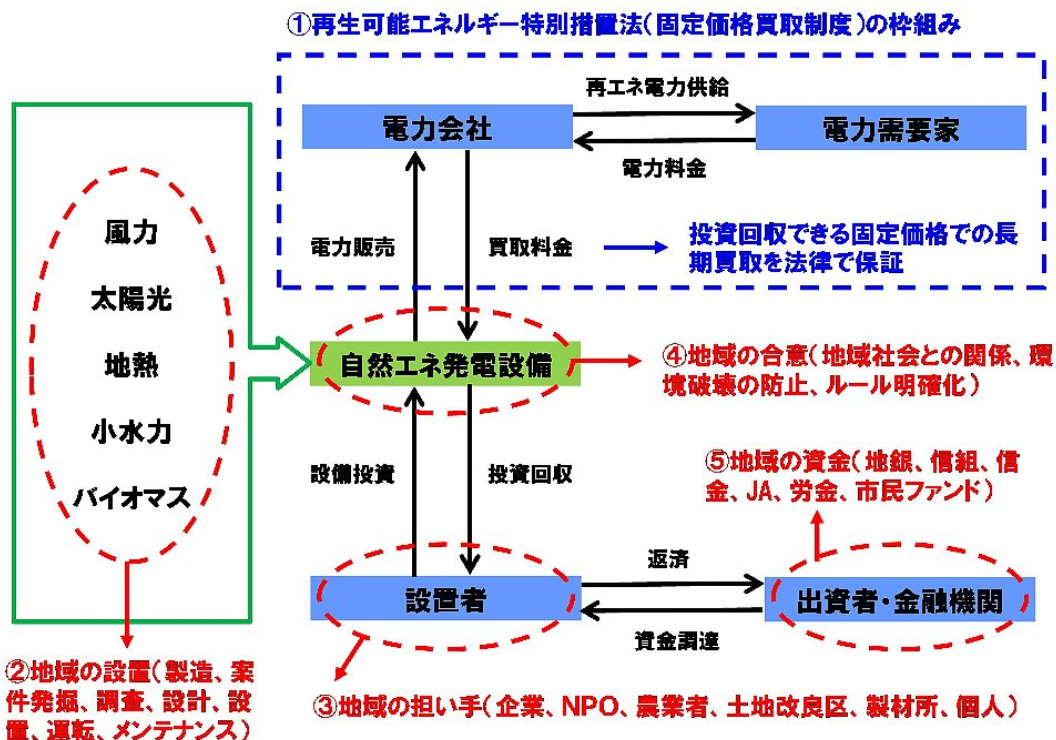 ①再生可能エネルギー特別措置法(固定価格買取制度)の枠組み
再エネ電力供給
電力会社
電力需要家
電力料金
風力
太陽光
地熱
小水力
バイオマス
電力販売
買取料金
投資回収できる固定価格での長
期買取を法律で保証
自然エネ発電設備
④地域の合意(地域社会との関係、環
境破壊の防止、ルール明確化)
設備投資
投資回収
⑤地域の資金(地銀、信組、信
金、JA、労金、市民ファンド)
返済
設置者
出資者・金融機関
資金調達
②地域の設置(製造、案
件発掘、調査、設計、設
置、運転、メンテナンス)
③地域の担い手(企業、NPO、農業者、土地改良区、製材所、個人)